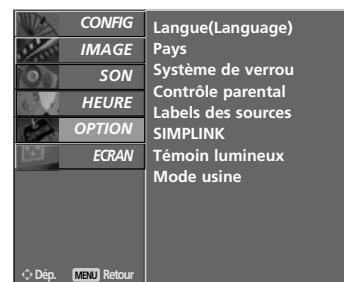 CONFIG
IMAGE
SON
HEURE
OPTION
ECRAN
Langue(Language)
Pays
Système de verrou
Contrôle parental
Labels des sources
SIMPLINK
Témoin lumineux
Mode usine
Dép. MENU Retour